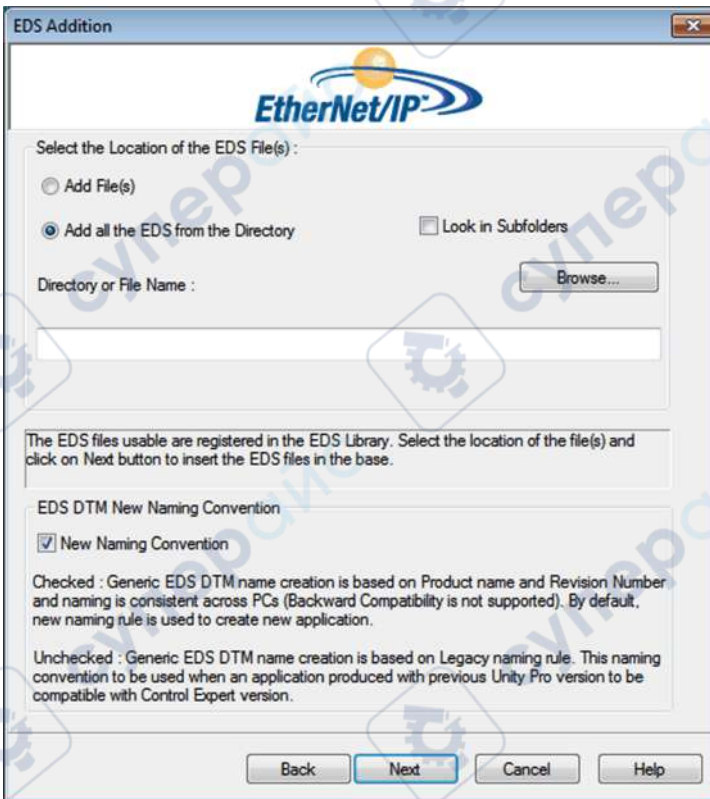 EDS Addition
EtherNet/IP™
Select the Location of the EDS File(s) :
Add File(s)
Add all the EDS from the Directory
Look in Subfolders
Directory or File Name :
Browse...
The EDS files usable are registered in the EDS Library. Select the location of the file(s) and
click on Next button to insert the EDS files in the base.
EDS DTM New Naming Convention
New Naming Convention
Checked : Generic EDS DTM name creation is based on Product name and Revision Number
and naming is consistent across PCs (Backward Compatibility is not supported). By default,
new naming rule is used to create new application.
Unchecked : Generic EDS DTM name creation is based on Legacy naming rule. This naming
convention to be used when an application produced with previous Unity Pro version to be
compatible with Control Expert version.
Back
Next
Cancel
Help
суперайс